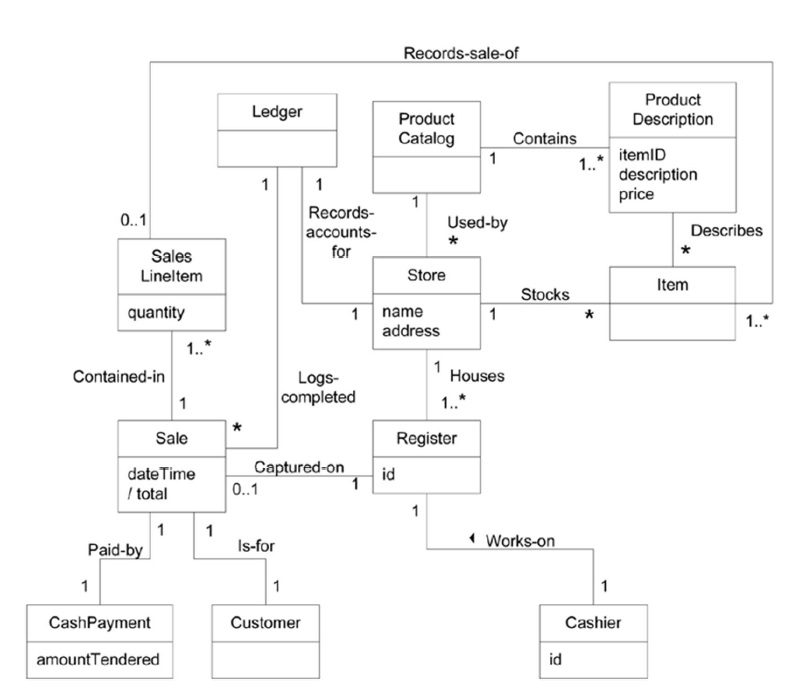 Records-sale-of
Ledger
Product
Catalog
Product
Description
itemID
description
price
Contains
1
1..*
1
1
1
0..1
Records-
accounts-
for
Used-by
*
Describes
*
Sales
LineItem
quantity
Store
name
address
Item
Stocks
1
1
*
1..*
1..*
Contained-in
1
Logs-
completed
*
1
Houses
1..*
Sale
dateTime
/ total
Captured-on
0..1
1
Register
id
1
1
1
Paid-by
Is-for
Works-on
1
1
1
CashPayment
amountTendered
Customer
Cashier
id